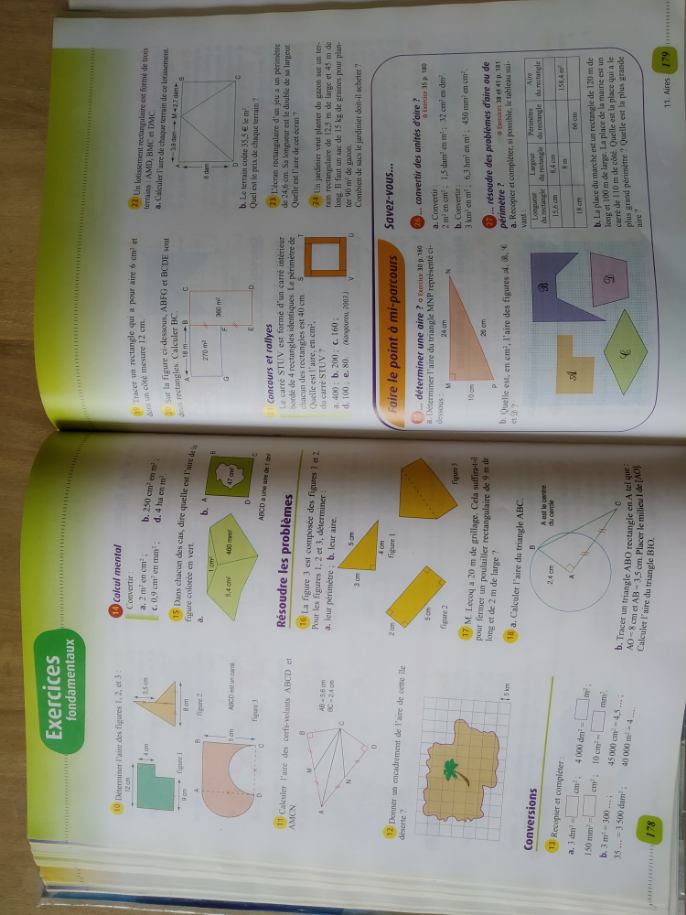 Exercices
fondamentaux
10 Déterminer l'aire des figures 1, 2, et 3 :
12 cm
4 cm
9 cm
figure 1
5,5 cm
8 cm
figure 2
A
B
5 cm
ABCD est un carré
D
C
figure 3
11 Calculer l'aire des cerfs-volants ABCD et
AMCN.
B
M
A
AB = 5,6 cm
BC = 2,4 cm
C
N
D
12 Donner un encadrement de l'aire de cette île
déserte ?
5 km
Conversions
13 Recopier et compléter :
a. 3 dm² = cm² ; 4 000 dm² = m² ;
150 mm² = cm² ; 10 cm² = mm².
b. 3 m² = 300 ... ; 45 000 cm² = 4,5 ... ;
35 ... = 3 500 dam² ; 40 000 m² = 4 ...
178
14 Calcul mental
Convertir :
a. 2 m² en cm² ; b. 250 cm² en m² ;
c. 0,9 cm² en mm² ; d. 4 ha en m².
15 Dans chacun des cas, dire quelle est l'aire de la
figure colorée en vert.
a.
1 cm²
5,4 cm²
460 mm²
b.
A
B
47 cm²
D
C
ABCD a une aire de 1 dm²
Résoudre les problèmes
16 La figure 3 est composée des figures 1 et 2.
Pour les figures 1, 2 et 3, déterminer :
a. leur périmètre ; b. leur aire.
3 cm
5 cm
4 cm
figure 1
2 cm
5 cm
figure 2
figure 3
17 M. Lecoq a 20 m de grillage. Cela suffira-t-il
pour fermer un poulailler rectangulaire de 9 m de
long et de 2 m de large ?
18 a. Calculer l'aire du triangle ABC.
B
2,4 cm
A est le centre
du cercle
A
C
b. Tracer un triangle ABO rectangle en A tel que :
AO = 8 cm et AB = 3,5 cm. Placer le milieu I de [AO].
Calculer l'aire du triangle BIO.
Tracer un rectangle qui a pour aire 6 cm² et
dont un côté mesure 12 cm.
Sur la figure ci-dessous, ABFG et BCDE sont
deux rectangles. Calculer BC.
A
18 m
B
C
270 m²
360 m²
G
F
E
D
Concours et rallyes
Le carré STUV est formé d'un carré intérieur
bordé de 4 rectangles identiques. Le périmètre de
chacun des rectangles est 40 cm.
Quelle est l'aire, en cm²,
du carré STUV ?
a. 400 ; b. 200 ; c. 160 ;
d. 100 ; e. 80. (Kangourou, 2003.)
S
T
V
U
22 Un lotissement rectangulaire est formé de trois
terrains : AMD, BMC et DMC.
a. Calculer l'aire de chaque terrain de ce lotissement.
A
3,9 dam
M
2,7 dam
B
6 dam
D
C
b. Le terrain coûte 35,5 € le m².
Quel est le prix de chaque terrain ?
23 L'écran rectangulaire d'un jeu a un périmètre
de 24,6 cm. Sa longueur est le double de sa largeur.
Quelle est l'aire de cet écran ?
24 Un jardinier veut planter du gazon sur un ter-
rain rectangulaire de 12,5 m de large et 45 m de
long. Il faut un sac de 15 kg de graines pour plan-
ter 90 m² de gazon.
Combien de sacs le jardinier doit-il acheter ?
Faire le point à mi-parcours
Savez-vous...
... déterminer une aire ? Exercice 30 p. 180
a. Déterminer l'aire du triangle MNP représenté ci-
dessous :
M
24 cm
N
10 cm
26 cm
P
b. Quelle est, en cm², l'aire des figures A, B, C
et D ?
A
B
C
D
26 ... convertir des unités d'aire ?
Exercice 35 p. 180
a. Convertir :
2 m² en cm² ; 1,5 dam² en m² ; 32 cm² en dm².
b. Convertir :
3 km² en m² ; 6,3 hm² en m² ; 450 mm² en cm².
27 ... résoudre des problèmes d'aire ou de
périmètre ?
Exercices 38 et 41 p. 181
a. Recopier et compléter, si possible, le tableau sui-
vant :
Longueur du rectangle | Largeur du rectangle | Périmètre du rectangle | Aire du rectangle
15,6 cm | 8,4 cm
8 m | 158,4 m²
18 cm | 66 cm
b. La place du marché est un rectangle de 120 m de
long et 100 m de large. La place de la mairie est un
carré de 110 m de côté. Quelle est la place qui a le
plus grand périmètre ? Quelle est la plus grande
aire ?
11. Aires 179